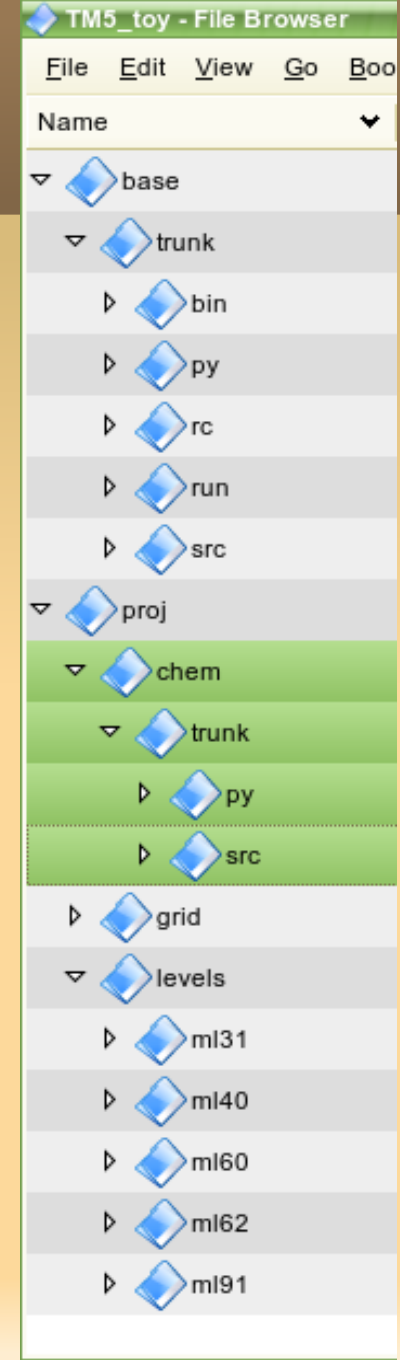 TM5_toy - File Browser
File Edit View Go Boo
Name
base
trunk
bin
py
rc
run
src
proj
chem
trunk
py
src
grid
levels
ml31
ml40
ml60
ml62
ml91